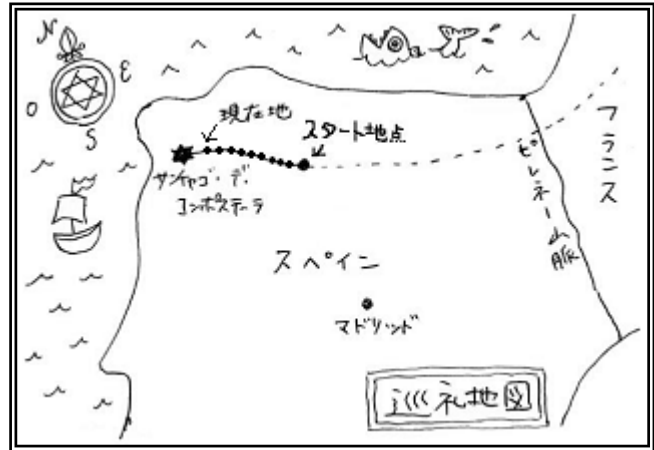 N
E
O
S
現在地
スタート地点
サンチャゴ・デ・
コンポステーラ
フランス
ピレネー山脈
スペイン
マドリッド
巡礼地図